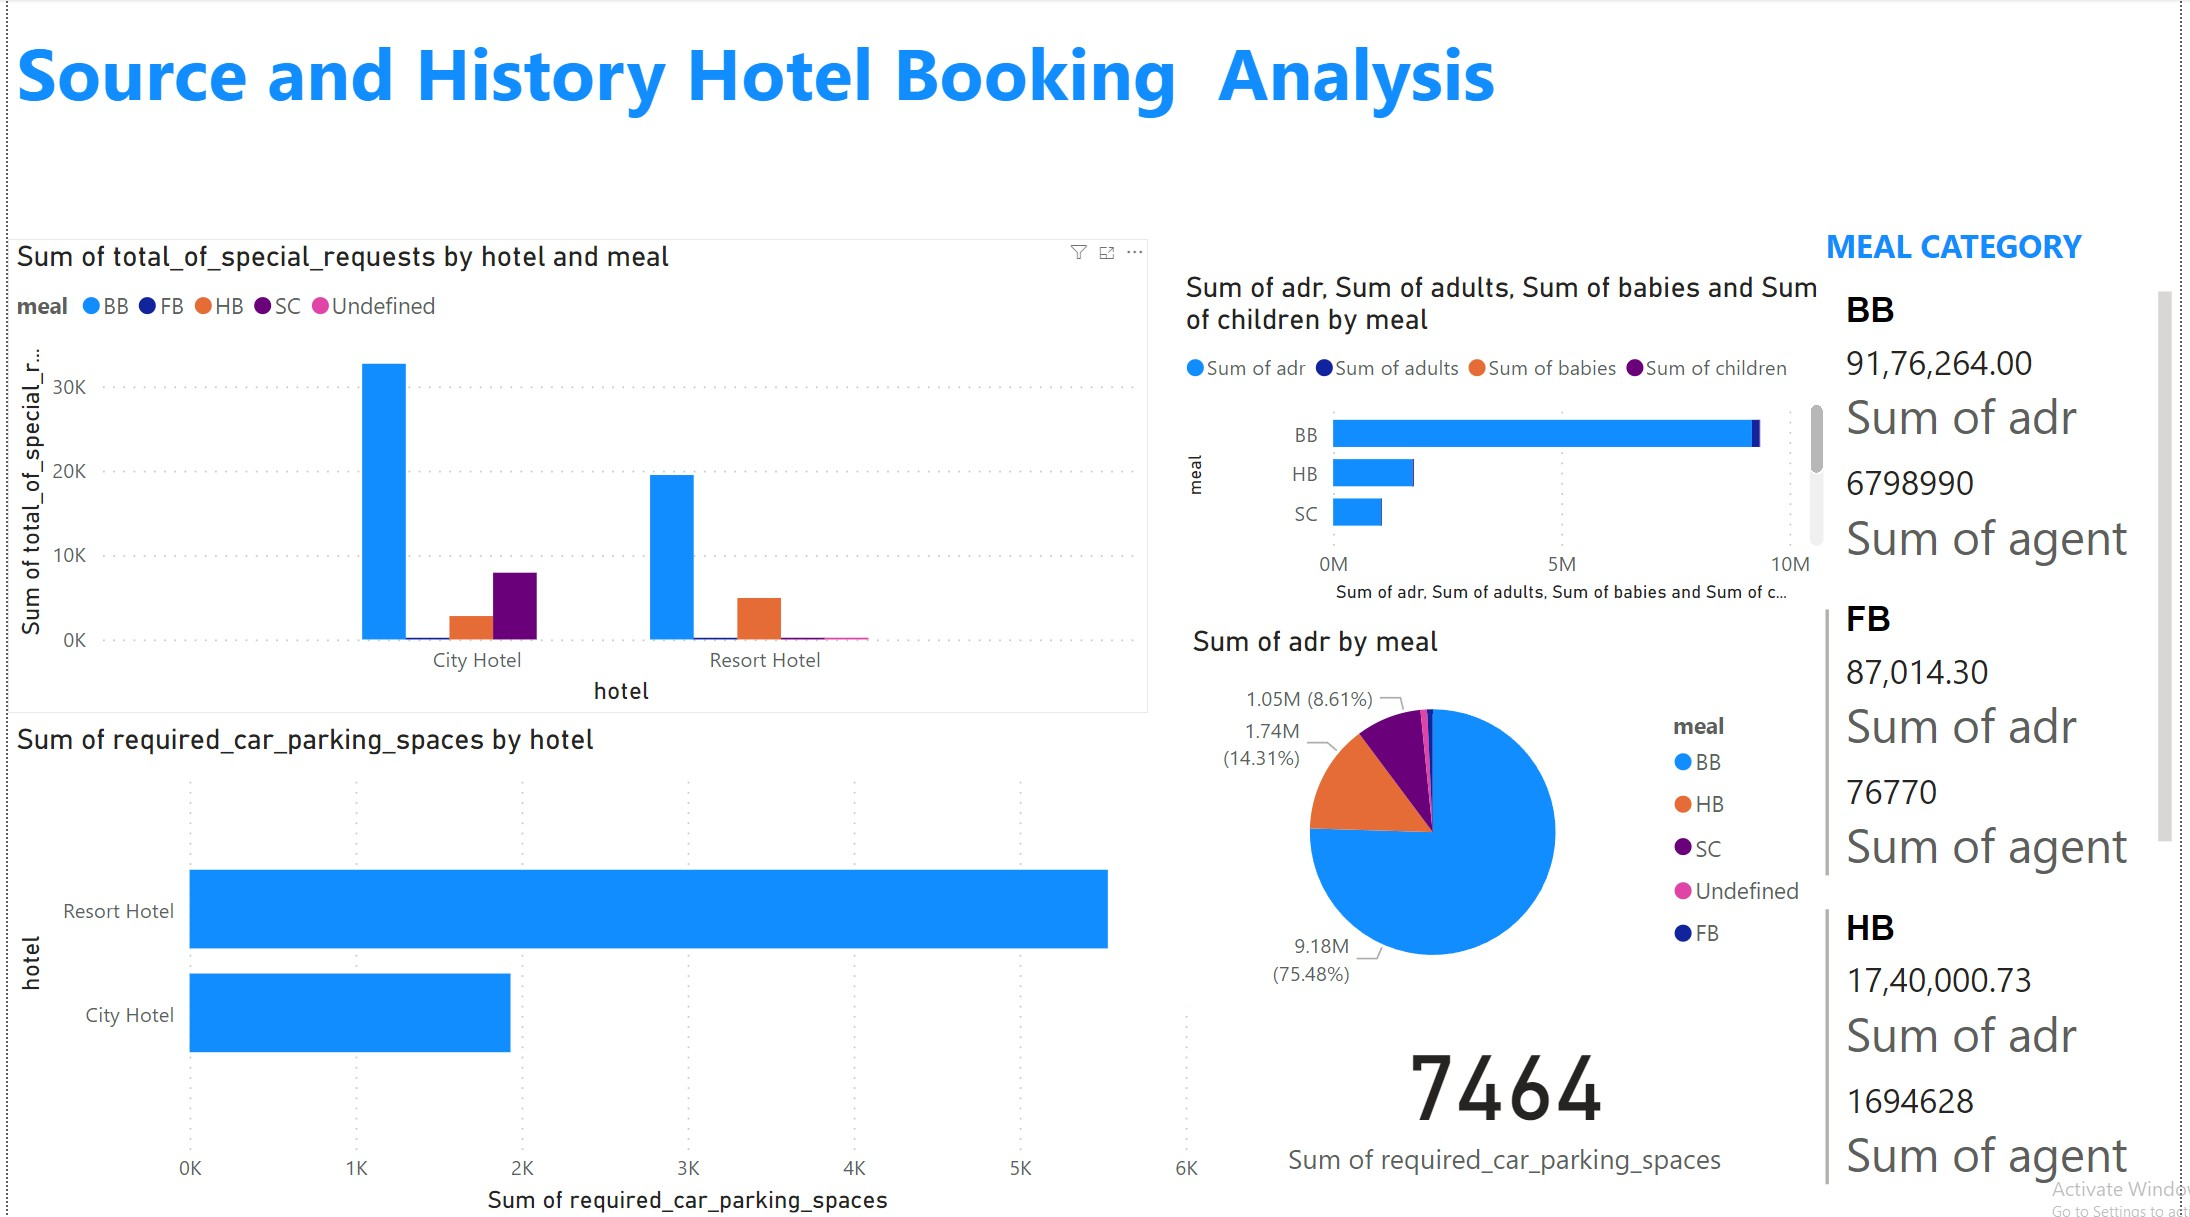 Source and History Hotel Booking  Analysis
Sum of total_of_special_requests by hotel and meal
meal BB FB HB SC Undefined
Sum of total_of_special_r...
30K
20K
10K
0K
City Hotel
Resort Hotel
hotel
Sum of required_car_parking_spaces by hotel
hotel
Resort Hotel
City Hotel
0K
1K
2K
3K
4K
5K
6K
Sum of required_car_parking_spaces
Sum of adr, Sum of adults, Sum of babies and Sum
of children by meal
Sum of adr Sum of adults Sum of babies Sum of children
meal
BB
HB
SC
0M
5M
10M
Sum of adr, Sum of adults, Sum of babies and Sum of c...
Sum of adr by meal
1.05M (8.61%)
1.74M
(14.31%)
9.18M
(75.48%)
meal
BB
HB
SC
Undefined
FB
7464
Sum of required_car_parking_spaces
MEAL CATEGORY
BB
91,76,264.00
Sum of adr
6798990
Sum of agent
FB
87,014.30
Sum of adr
76770
Sum of agent
HB
17,40,000.73
Sum of adr
1694628
Sum of agent
Activate Windo
Go to Settings to acti